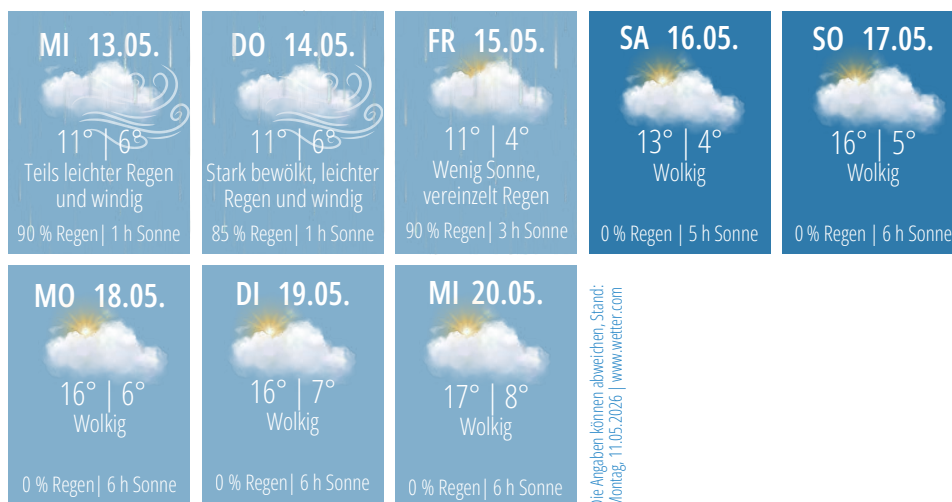 MI 13.05.
11° | 6°
Teils leichter Regen
und windig
90 % Regen| 1 h Sonne
DO 14.05.
11° | 6°
Stark bewölkt, leichter
Regen und windig
85 % Regen| 1 h Sonne
FR 15.05.
11° | 4°
Wenig Sonne,
vereinzelt Regen
90 % Regen| 3 h Sonne
SA 16.05.
13° | 4°
Wolkig
0 % Regen | 5 h Sonne
SO 17.05.
16° | 5°
Wolkig
0 % Regen | 6 h Sonne
MO 18.05.
16° | 6°
Wolkig
0 % Regen| 6 h Sonne
DI 19.05.
16° | 7°
Wolkig
0 % Regen| 6 h Sonne
MI 20.05.
17° | 8°
Wolkig
0 % Regen| 6 h Sonne
Die Angaben können abweichen, Stand:
Montag, 11.05.2026 | www.wetter.com